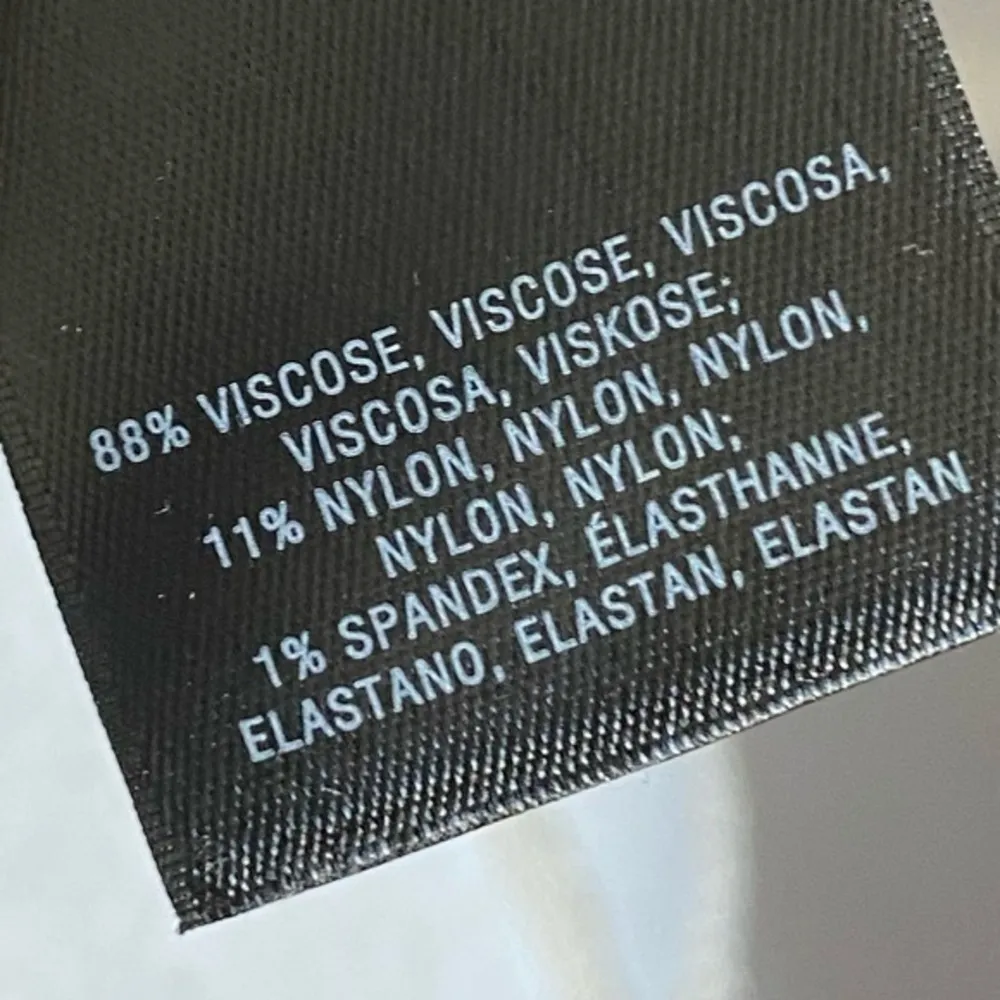 88% VISCOSE, VISCOSE, VISCOSA,
VISCOSA, VISKOSE;
11% NYLON, NYLON, NYLON,
NYLON, NYLON;
1% SPANDEX, ÉLASTHANNE,
ELASTANO, ELASTAN, ELASTAN